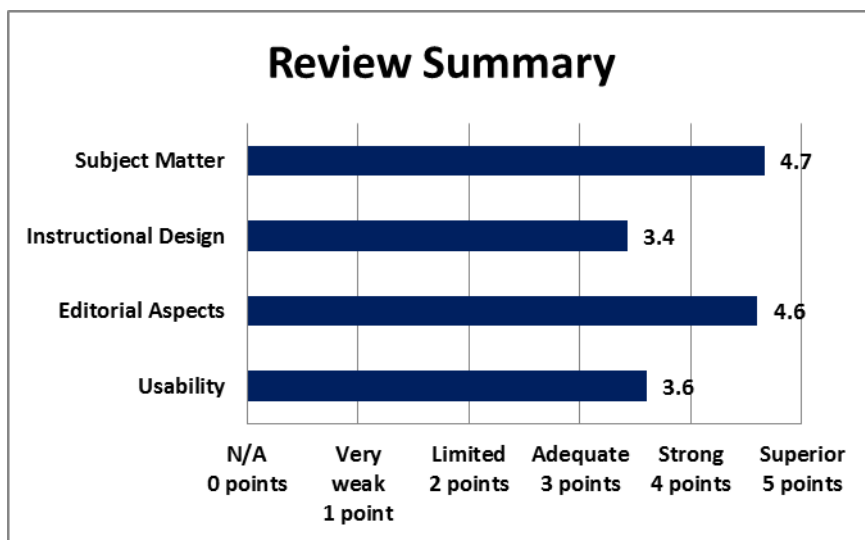 Review Summary
Subject Matter 4.7
Instructional Design 3.4
Editorial Aspects 4.6
Usability 3.6
N/A Very Limited Adequate Strong Superior
0 points weak 2 points 3 points 4 points 5 points
1 point